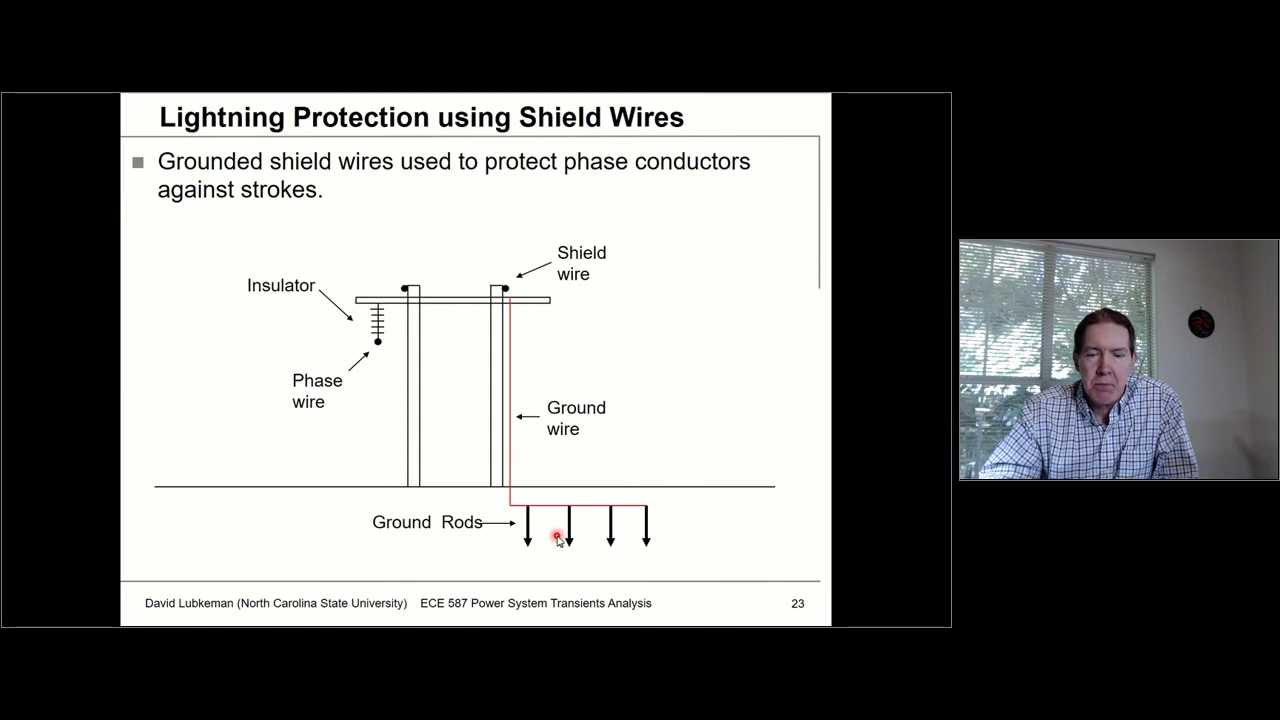 Lightning Protection using Shield Wires
Grounded shield wires used to protect phase conductors
against strokes.
Shield
wire
Insulator
Phase
wire
Ground
wire
Ground Rods
David Lubkeman (North Carolina State University) ECE 587 Power System Transients Analysis 23